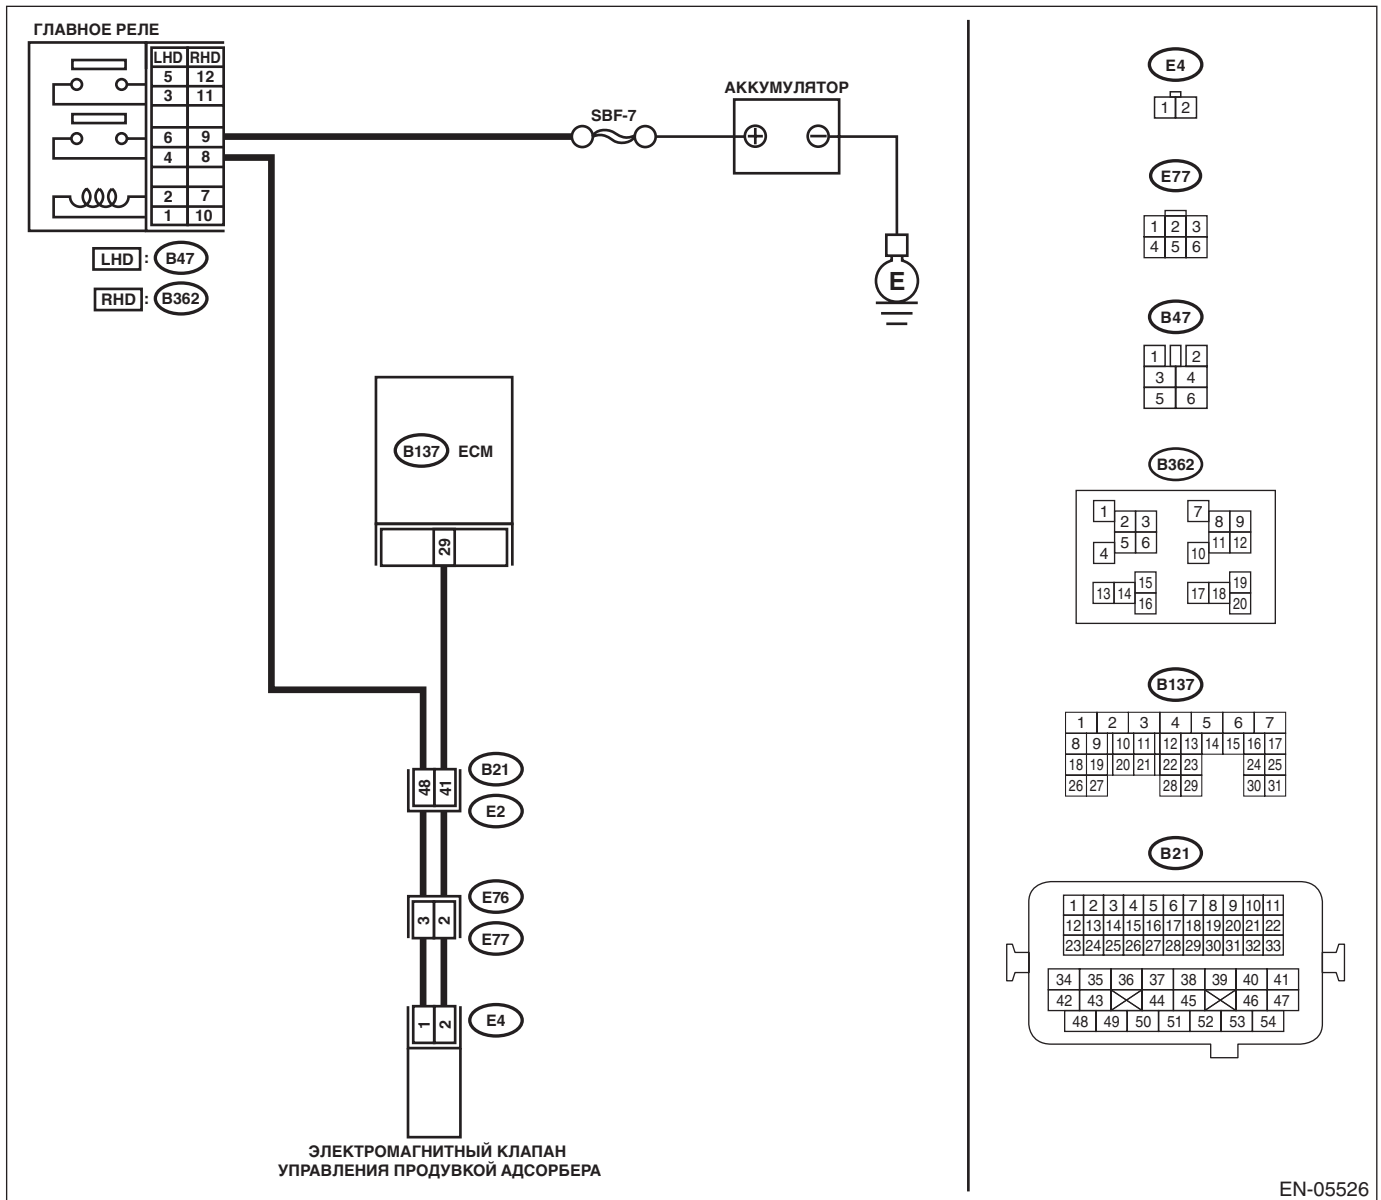 ГЛАВНОЕ РЕЛЕ
LHD RHD
5 12
3 11
6 9
4 8
2 7
1 10
LHD : B47
RHD : B362
SBF-7
АККУМУЛЯТОР
E
B137 ECM
29
48 41
B21
E2
3 2
E76
E77
1 2
E4
ЭЛЕКТРОМАГНИТНЫЙ КЛАПАН
УПРАВЛЕНИЯ ПРОДУВКОЙ АДСОРБЕРА
E4
1 2
E77
1 2 3
4 5 6
B47
1 2
3 4
5 6
B362
1 7
2 3 8 9
5 6 11 12
4 10
15 19
13 14 17 18
16 20
B137
1 2 3 4 5 6 7
8 9 10 11 12 13 14 15 16 17
18 19 20 21 22 23 24 25
26 27 28 29 30 31
B21
1 2 3 4 5 6 7 8 9 10 11
12 13 14 15 16 17 18 19 20 21 22
23 24 25 26 27 28 29 30 31 32 33
34 35 36 37 38 39 40 41
42 43 44 45 46 47
48 49 50 51 52 53 54
EN-05526